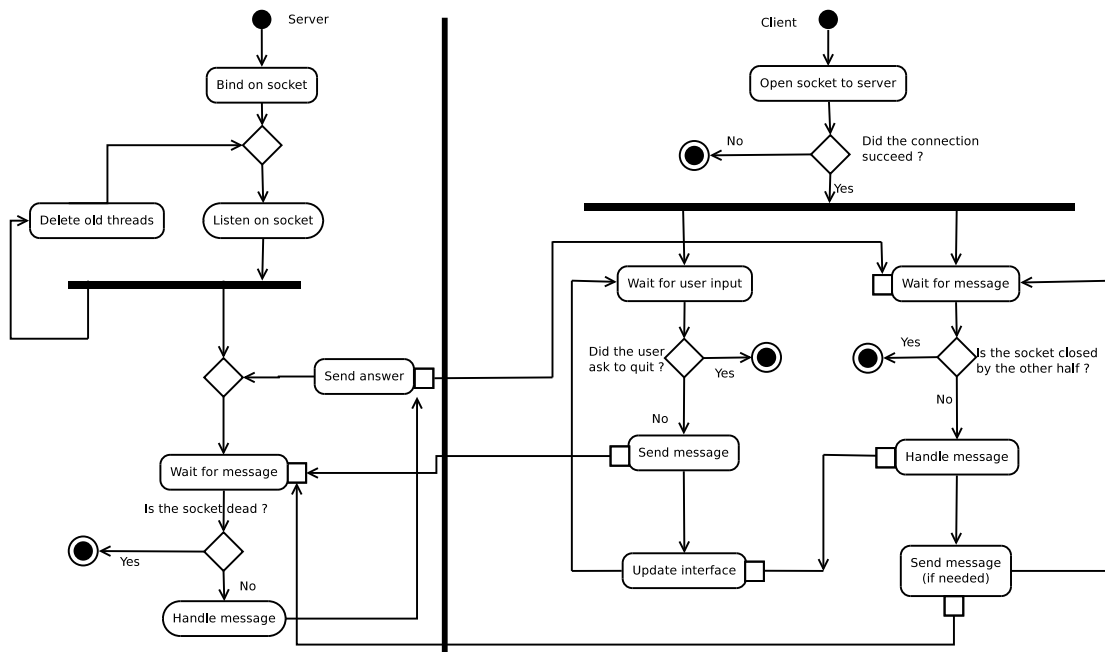 Server
Bind on socket
Delete old threads
Listen on socket
Send answer
Wait for message
Is the socket dead ?
Yes
No
Handle message
Client
Open socket to server
No
Did the connection
succeed ?
Yes
Wait for user input
Wait for message
Did the user
ask to quit ?
Yes
Yes
Is the socket closed
by the other half ?
No
No
Send message
Handle message
Update interface
Send message
(if needed)